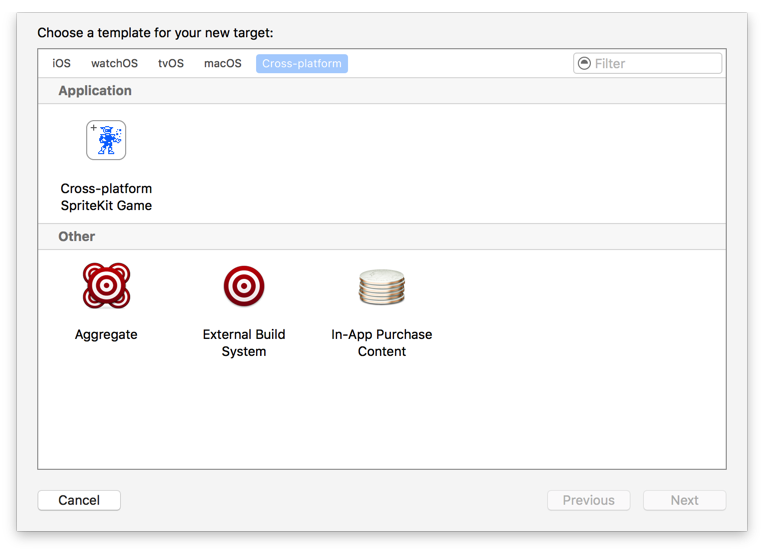 Choose a template for your new target:
iOS watchOS tvOS macOS Cross-platform Filter
Application
Cross-platform
SpriteKit Game
Other
Aggregate
External Build
System
In-App Purchase
Content
Cancel Previous Next